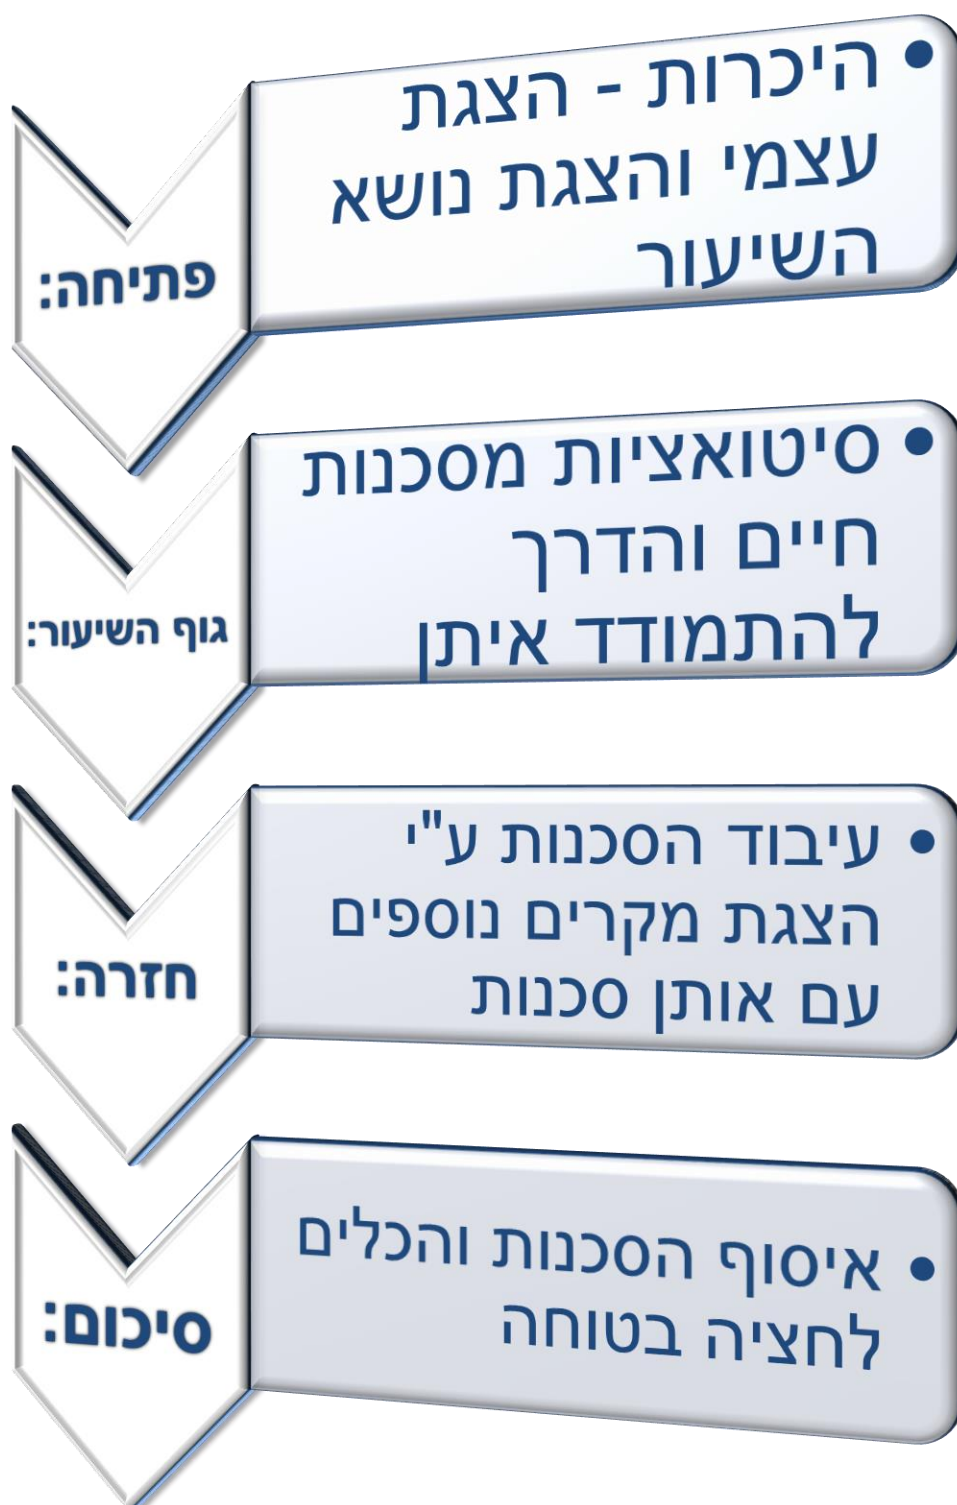 פתיחה:
• היכרות - הצגת
עצמי והצגת נושא
השיעור
גוף השיעור:
• סיטואציות מסכנות
חיים והדרך
להתמודד איתן
חזרה:
• עיבוד הסכנות ע"י
הצגת מקרים נוספים
עם אותן סכנות
סיכום:
• איסוף הסכנות והכלים
לחציה בטוחה